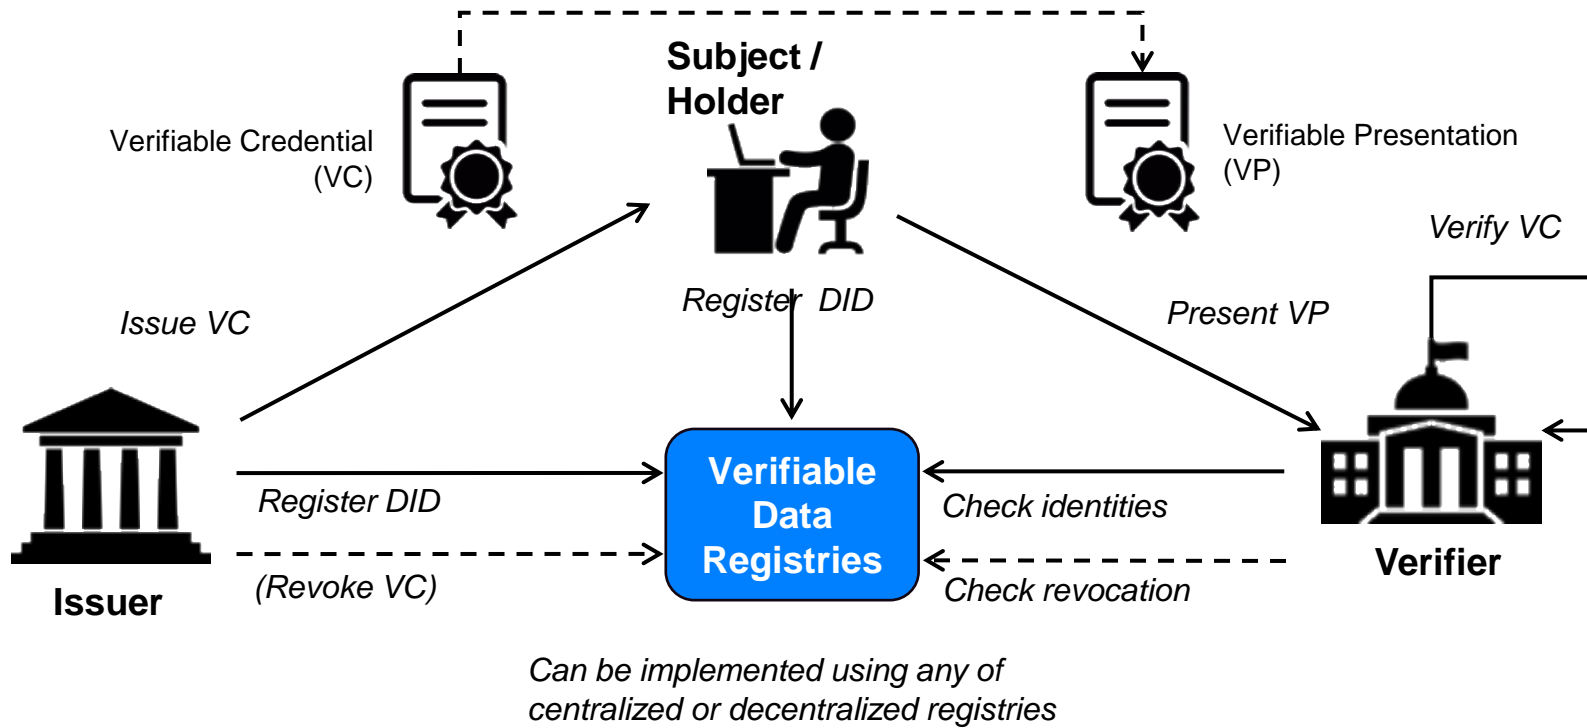 Subject /
Holder
Verifiable Credential
(VC)
Verifiable Presentation
(VP)
Verify VC
Issue VC
Register DID
Present VP
Register DID
(Revoke VC)
Verifiable
Data
Registries
Check identities
Check revocation
Issuer
Verifier
Can be implemented using any of
centralized or decentralized registries